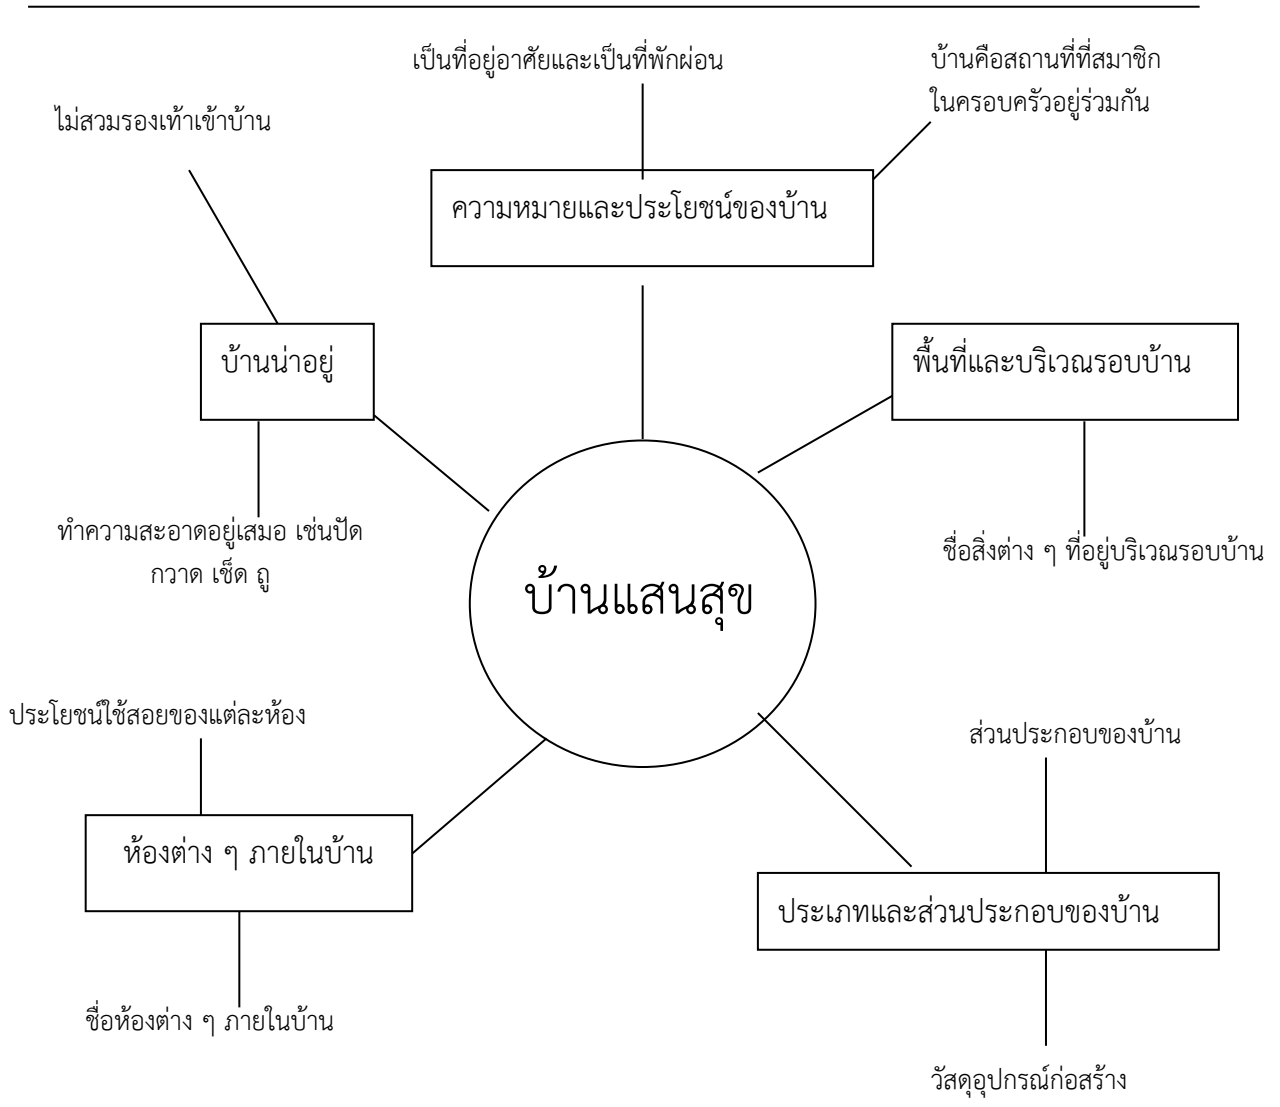 เป็นที่อยู่อาศัยและเป็นที่พักผ่อน
บ้านคือสถานที่ที่สมาชิก
ในครอบครัวอยู่ร่วมกัน
ไม่สวมรองเท้าเข้าบ้าน
ความหมายและประโยชน์ของบ้าน
บ้านน่าอยู่
พื้นที่และบริเวณรอบบ้าน
ทำความสะอาดอยู่เสมอ เช่นปัด
กวาด เช็ด ถู
ชื่อสิ่งต่าง ๆ ที่อยู่บริเวณรอบบ้าน
บ้านแสนสุข
ประโยชน์ใช้สอยของแต่ละห้อง
ส่วนประกอบของบ้าน
ห้องต่าง ๆ ภายในบ้าน
ประเภทและส่วนประกอบของบ้าน
ชื่อห้องต่าง ๆ ภายในบ้าน
วัสดุอุปกรณ์ก่อสร้าง